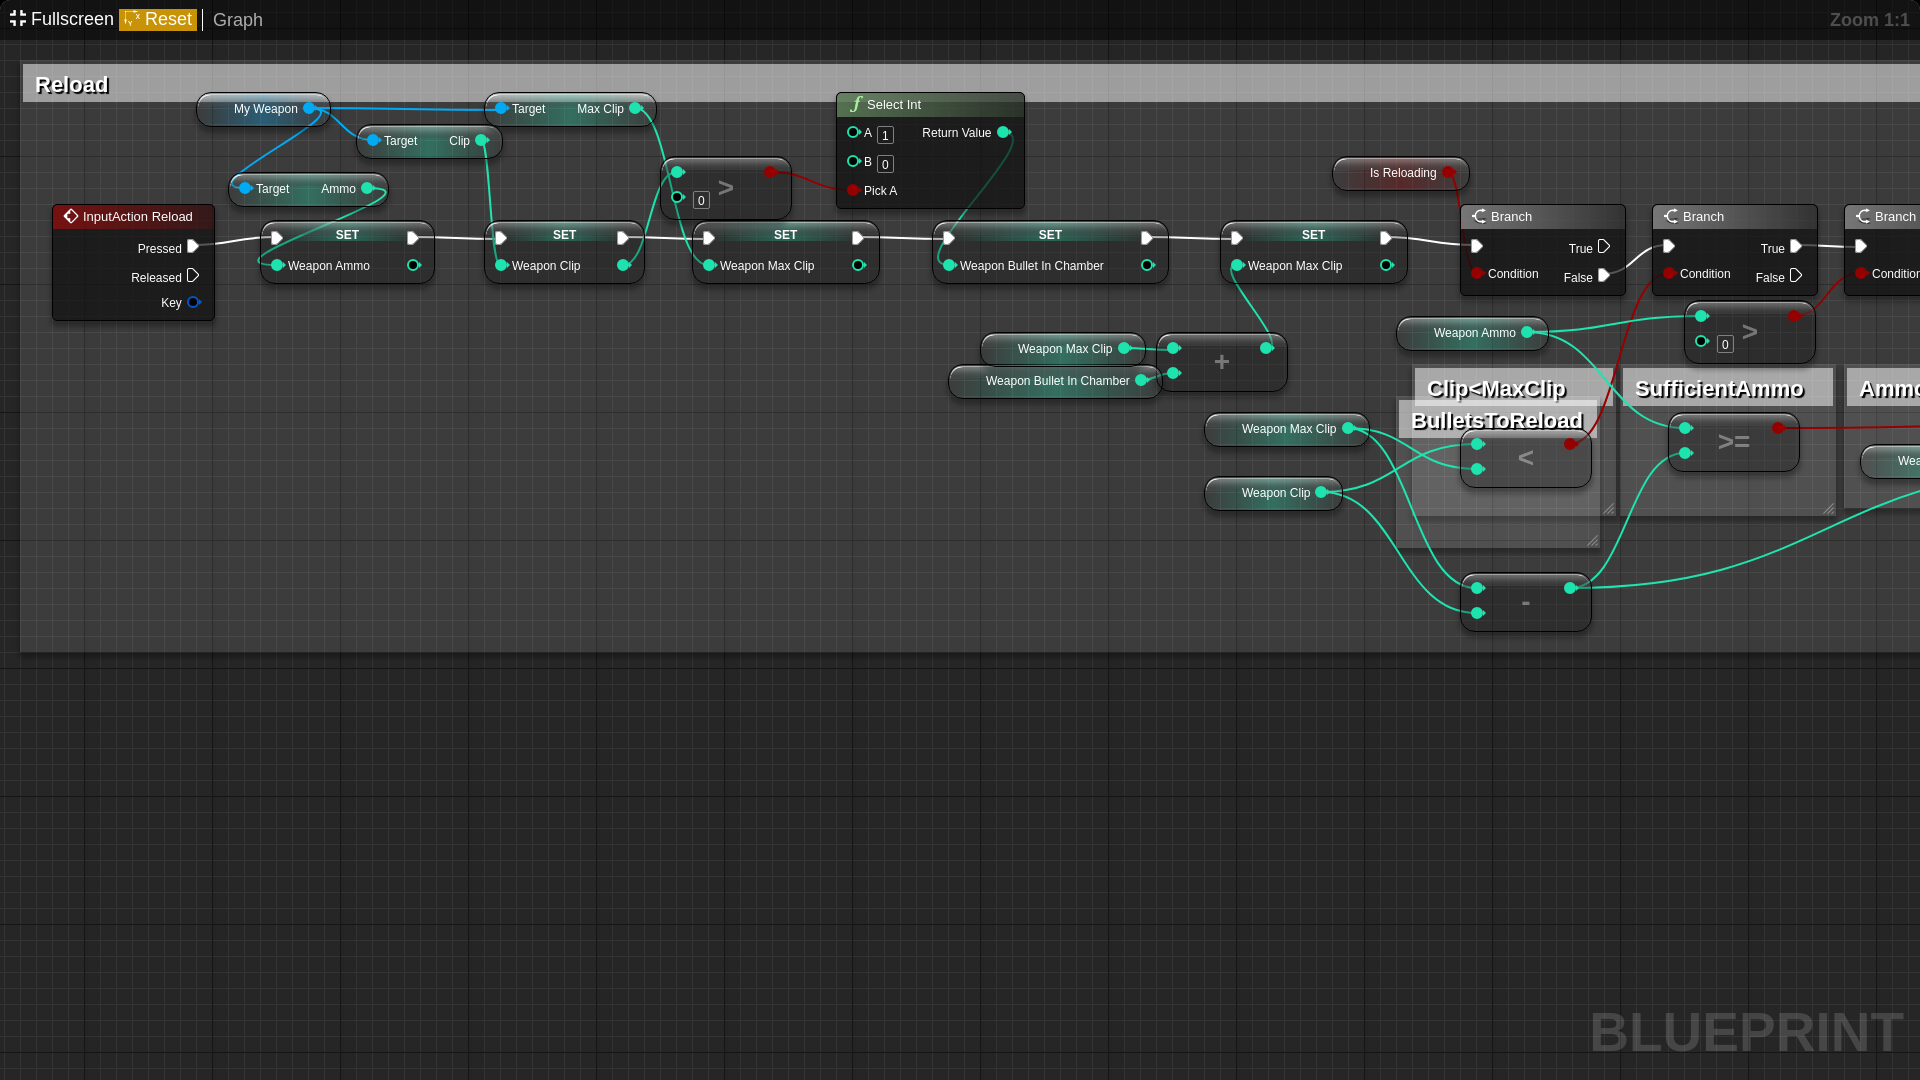 Fullscreen Reset Graph Zoom 1:1
Reload
My Weapon
Target Max Clip
Target Clip
Target Ammo
Select Int
A 1 Return Value
B 0
Pick A
> 0
Is Reloading
InputAction Reload
Pressed
Released
Key
SET
Weapon Ammo
SET
Weapon Clip
SET
Weapon Max Clip
SET
Weapon Bullet In Chamber
SET
Weapon Max Clip
Branch
True
Condition
False
Branch
True
Condition
False
Branch
Condition
Weapon Ammo
> 0
Weapon Max Clip
Weapon Bullet In Chamber
+
Clip<MaxClip
BulletsToReload
SufficientAmmo
Ammo
Weapon Max Clip
<
>=
Wea
Weapon Clip
-
BLUEPRINT